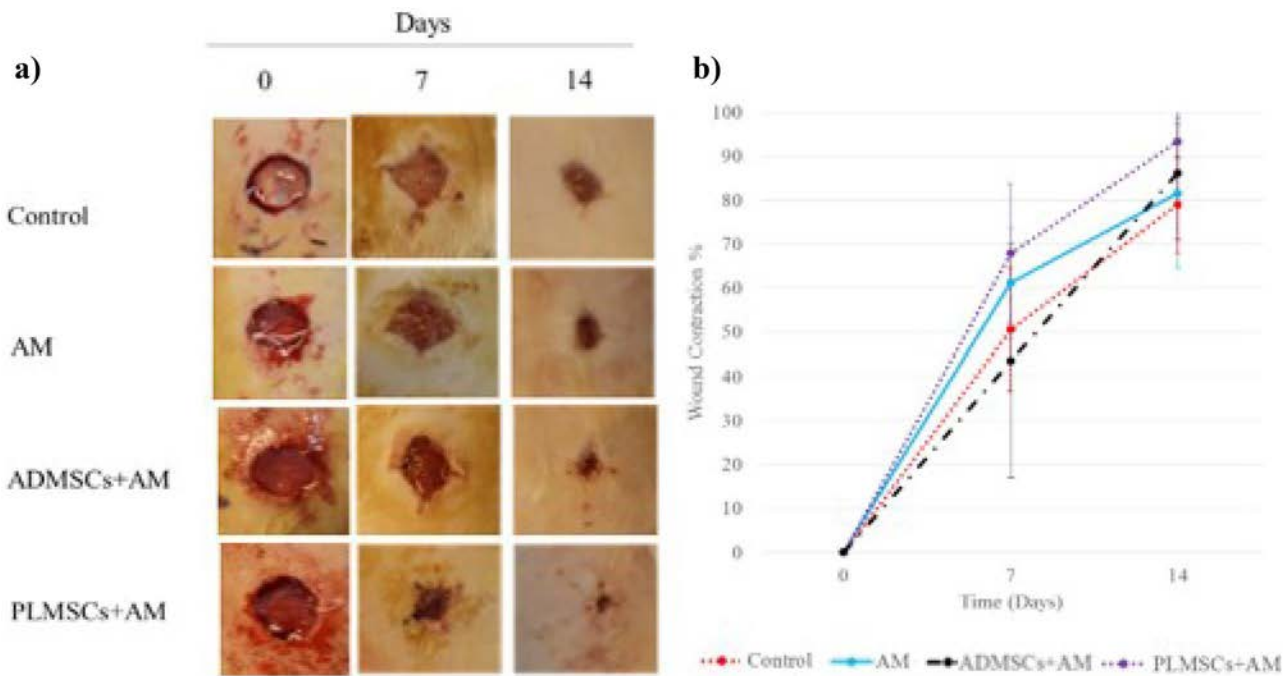 Days
a)
0 7 14
Control
AM
ADMSCs+AM
PLMSCs+AM
b)
100
90
80
70
60
50
40
30
20
10
0
Wound Contraction %
0 7 14
Time (Days)
Control AM ADMSCs+AM PLMSCs+AM